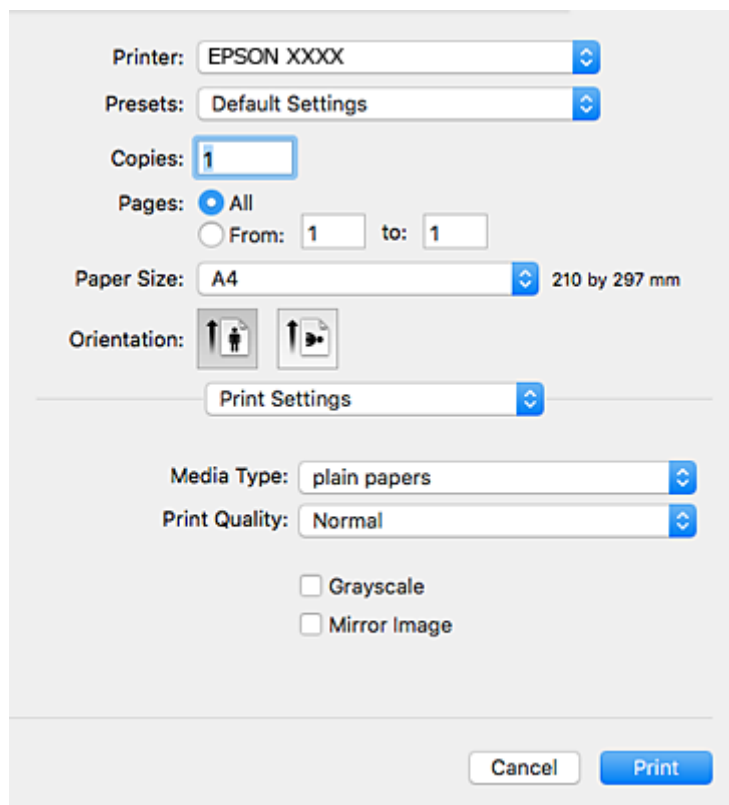 Printer: EPSON XXXX
Presets: Default Settings
Copies: 1
Pages: All
From: 1 to: 1
Paper Size: A4 210 by 297 mm
Orientation:
Print Settings
Media Type: plain papers
Print Quality: Normal
Grayscale
Mirror Image
Cancel Print